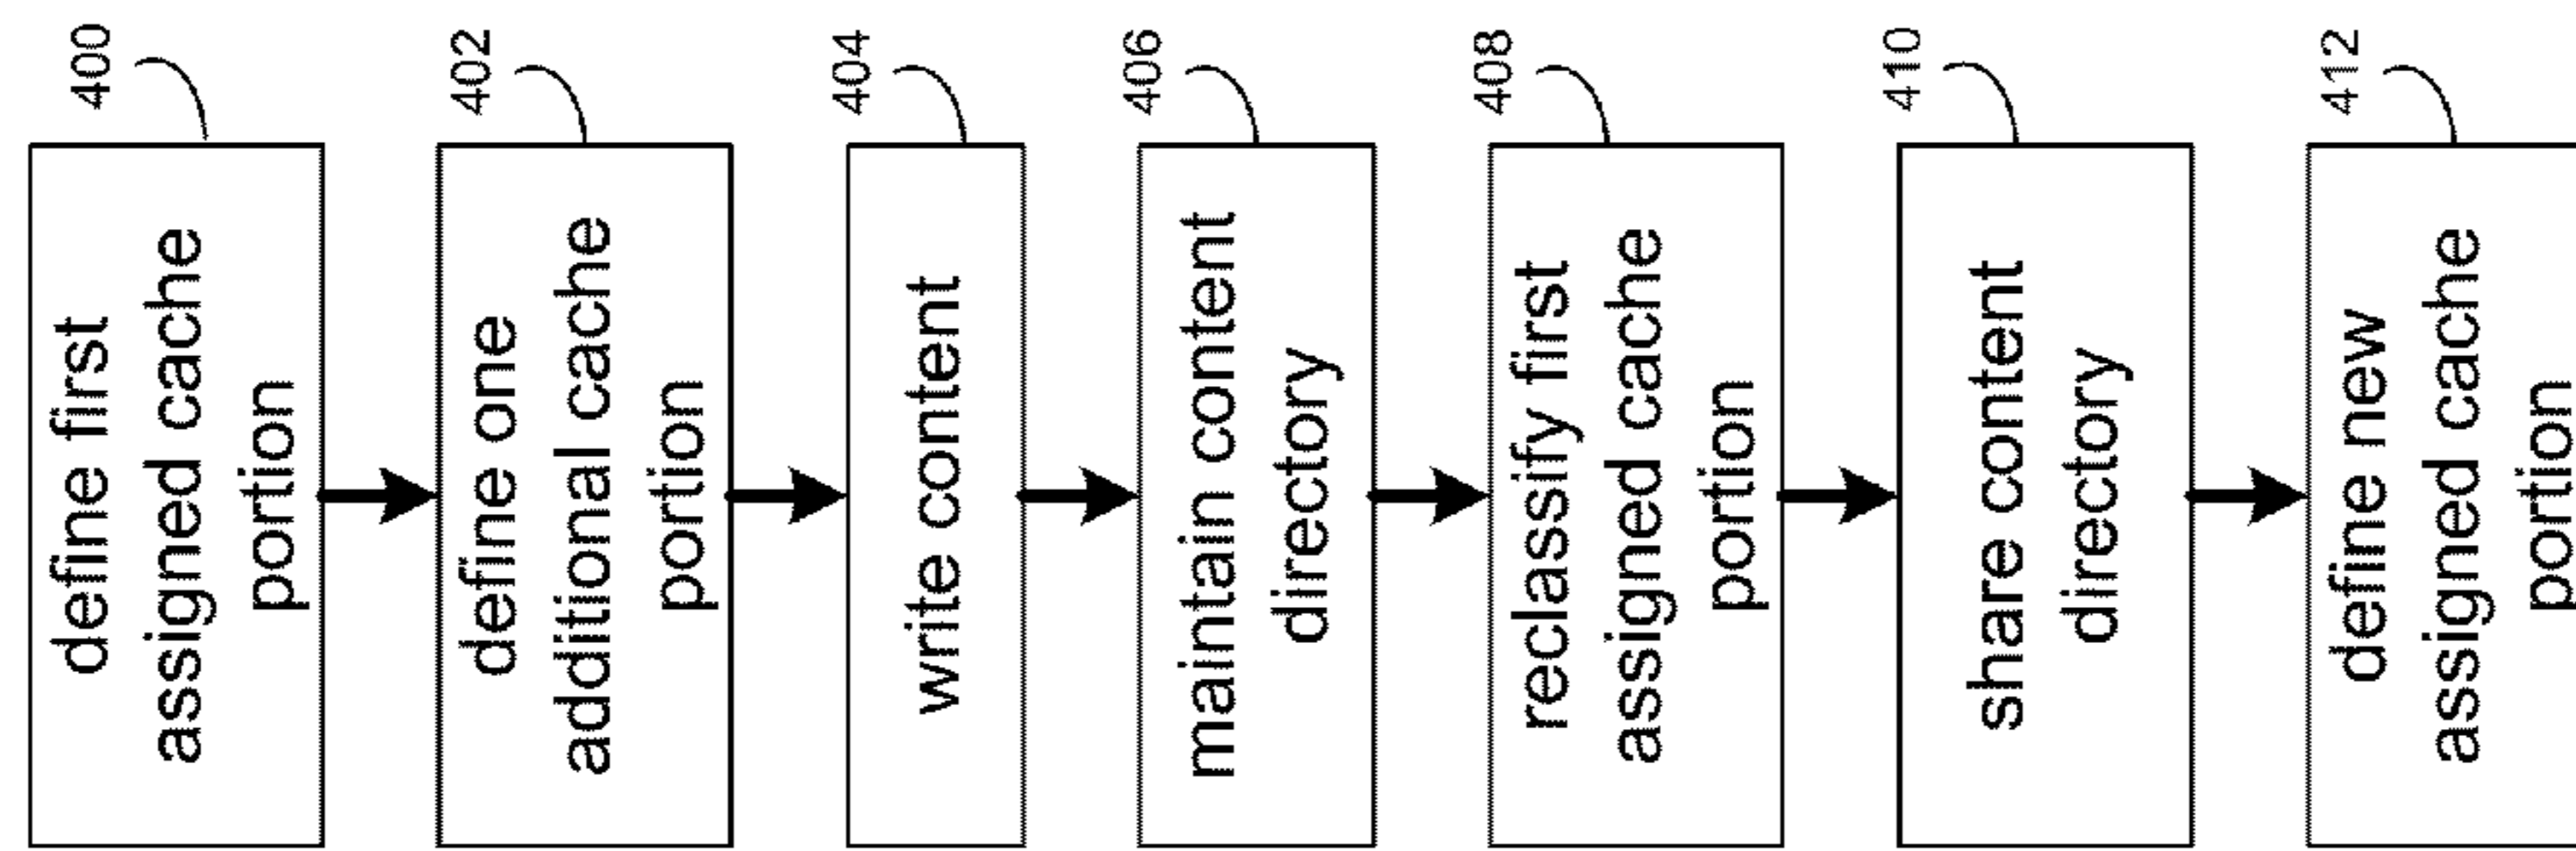 400
define first
assigned cache
portion
402
define one
additional cache
portion
404
write content
406
maintain content
directory
408
reclassify first
assigned cache
portion
410
share content
directory
412
define new
assigned cache
portion